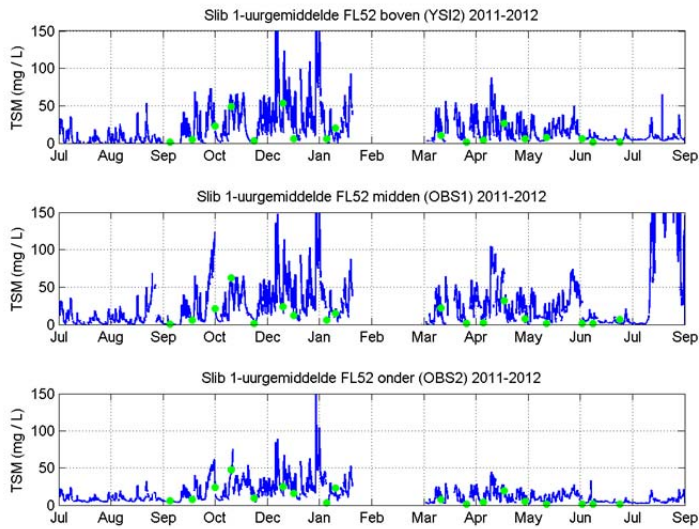 Slib 1-uurgemiddelde FL52 boven (YSI2) 2011-2012
TSM (mg / L)
150
100
50
0
Jul Aug Sep Oct Dec Jan Feb Mar Apr May Jun Jul Sep
Slib 1-uurgemiddelde FL52 midden (OBS1) 2011-2012
TSM (mg / L)
150
100
50
0
Jul Aug Sep Oct Dec Jan Feb Mar Apr May Jun Jul Sep
Slib 1-uurgemiddelde FL52 onder (OBS2) 2011-2012
TSM (mg / L)
150
100
50
0
Jul Aug Sep Oct Dec Jan Feb Mar Apr May Jun Jul Sep